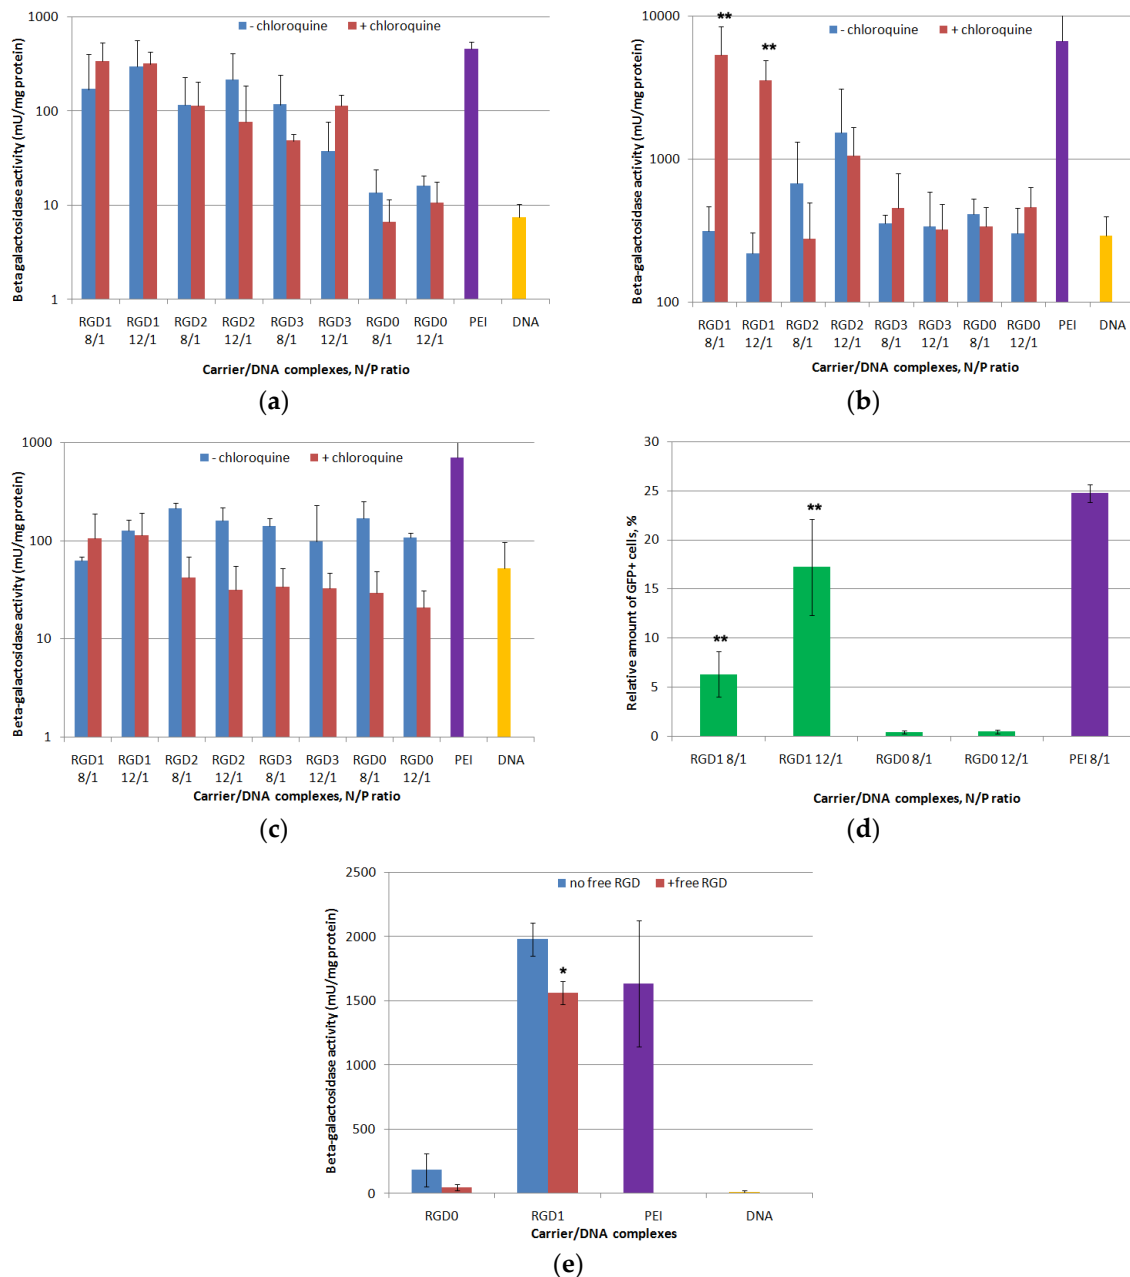 Beta-galactosidase activity (mU/mg protein)
1000
100
10
1
- chloroquine
+ chloroquine
RGD1 RGD1 RGD2 RGD2 RGD3 RGD3 RGD0 RGD0 PEI DNA
8/1 12/1 8/1 12/1 8/1 12/1 8/1 12/1
Carrier/DNA complexes, N/P ratio
(a)
Beta-galactosidase activity (mU/mg protein)
10000
1000
100
- chloroquine
+ chloroquine
**
**
RGD1 RGD1 RGD2 RGD2 RGD3 RGD3 RGD0 RGD0 PEI DNA
8/1 12/1 8/1 12/1 8/1 12/1 8/1 12/1
Carrier/DNA complexes, N/P ratio
(b)
Beta-galactosidase activity (mU/mg protein)
1000
100
10
1
- chloroquine
+ chloroquine
RGD1 RGD1 RGD2 RGD2 RGD3 RGD3 RGD0 RGD0 PEI DNA
8/1 12/1 8/1 12/1 8/1 12/1 8/1 12/1
Carrier/DNA complexes, N/P ratio
(c)
Relative amount of GFP+ cells, %
30
25
20
15
10
5
0
**
**
RGD1 8/1 RGD1 12/1 RGD0 8/1 RGD0 12/1 PEI 8/1
Carrier/DNA complexes, N/P ratio
(d)
Beta-galactosidase activity (mU/mg protein)
2500
2000
1500
1000
500
0
no free RGD
+free RGD
*
RGD0 RGD1 PEI DNA
Carrier/DNA complexes
(e)